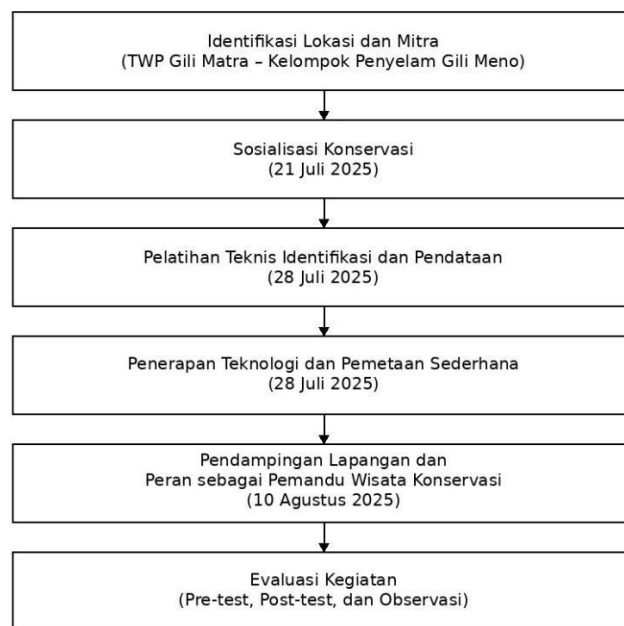 Identifikasi Lokasi dan Mitra
(TWP Gili Matra – Kelompok Penyelam Gili Meno)
Sosialisasi Konservasi
(21 Juli 2025)
Pelatihan Teknis Identifikasi dan Pendataan
(28 Juli 2025)
Penerapan Teknologi dan Pemetaan Sederhana
(28 Juli 2025)
Pendampingan Lapangan dan
Peran sebagai Pemandu Wisata Konservasi
(10 Agustus 2025)
Evaluasi Kegiatan
(Pre-test, Post-test, dan Observasi)